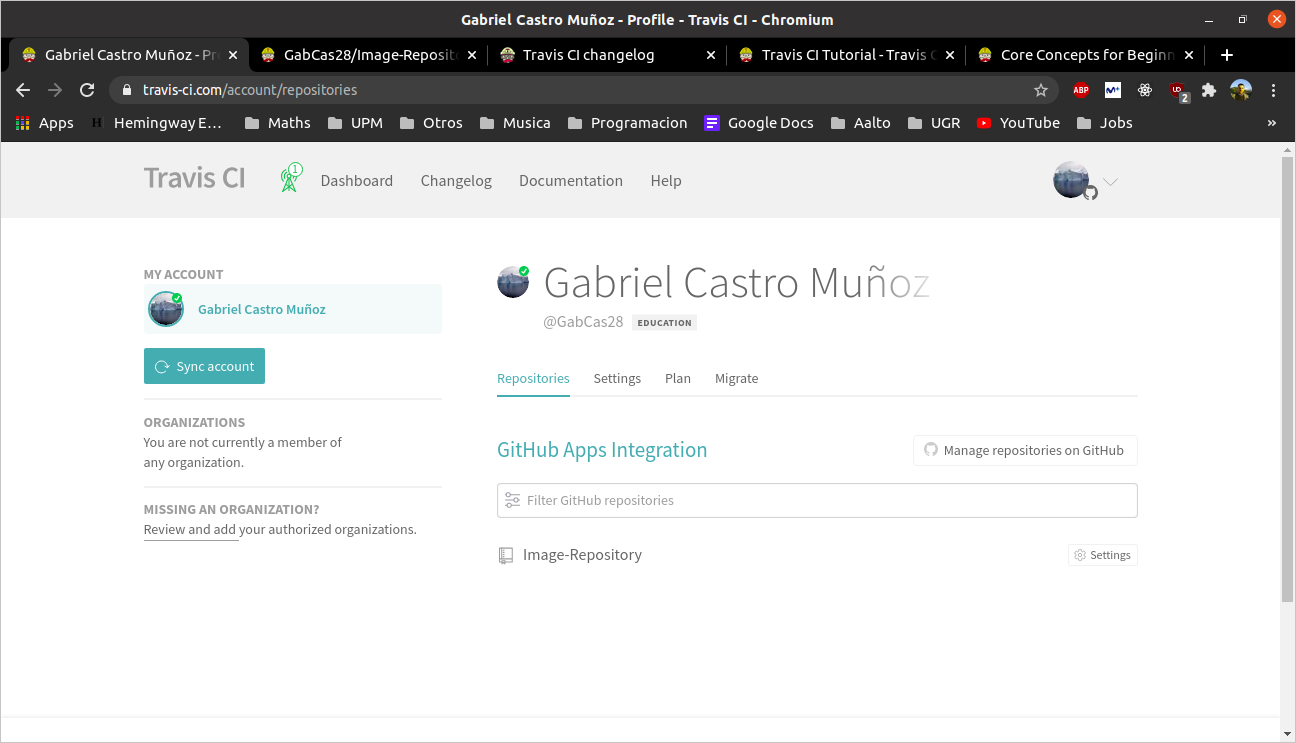 Gabriel Castro Muñoz - Profile - Travis CI - Chromium
Gabriel Castro Muñoz - Pr
GabCas28/Image-Reposit
Travis CI changelog
Travis CI Tutorial - Travis C
Core Concepts for Beginn
travis-ci.com/account/repositories
ABP
M+
UO
2
Apps
H Hemingway E...
Maths
UPM
Otros
Musica
Programacion
Google Docs
Aalto
UGR
YouTube
Jobs
»
Travis CI
1
Dashboard
Changelog
Documentation
Help
MY ACCOUNT
Gabriel Castro Muñoz
Sync account
ORGANIZATIONS
You are not currently a member of
any organization.
MISSING AN ORGANIZATION?
Review and add your authorized organizations.
Gabriel Castro Muñoz
@GabCas28 EDUCATION
Repositories Settings Plan Migrate
GitHub Apps Integration
Manage repositories on GitHub
Filter GitHub repositories
Image-Repository
Settings